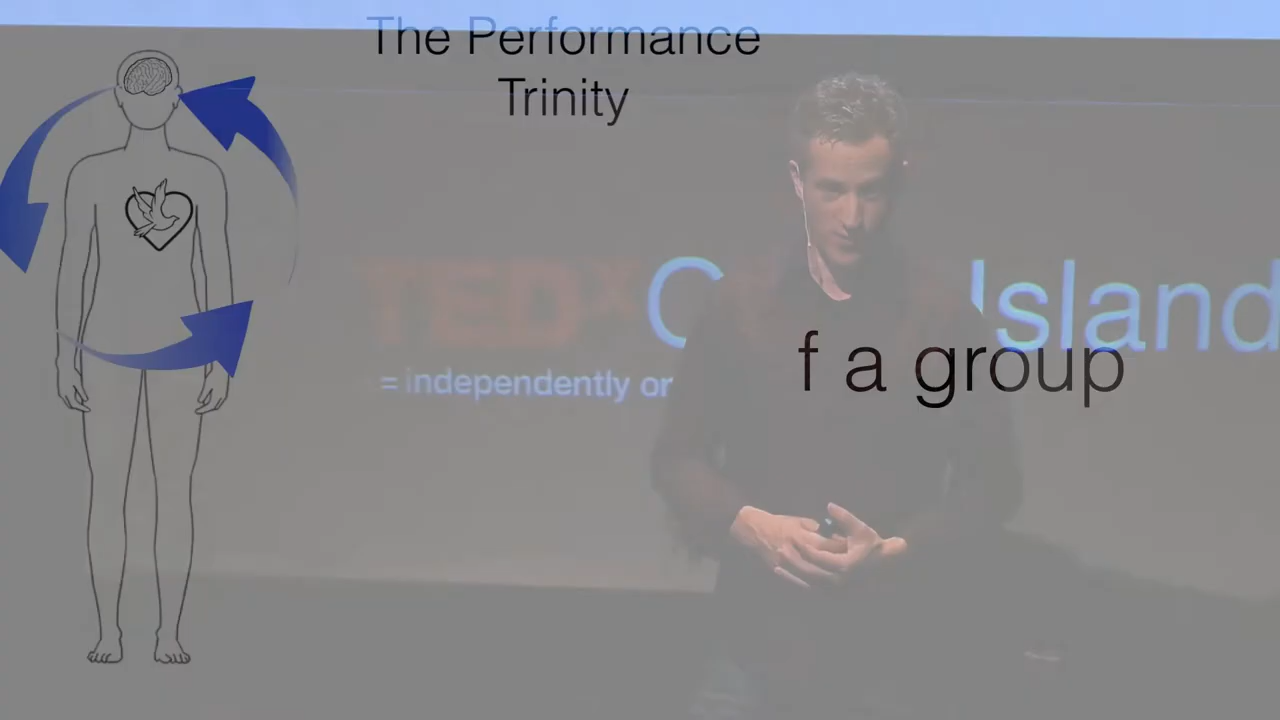 The Performance
Trinity
TEDx
Island
f a group
= independently or